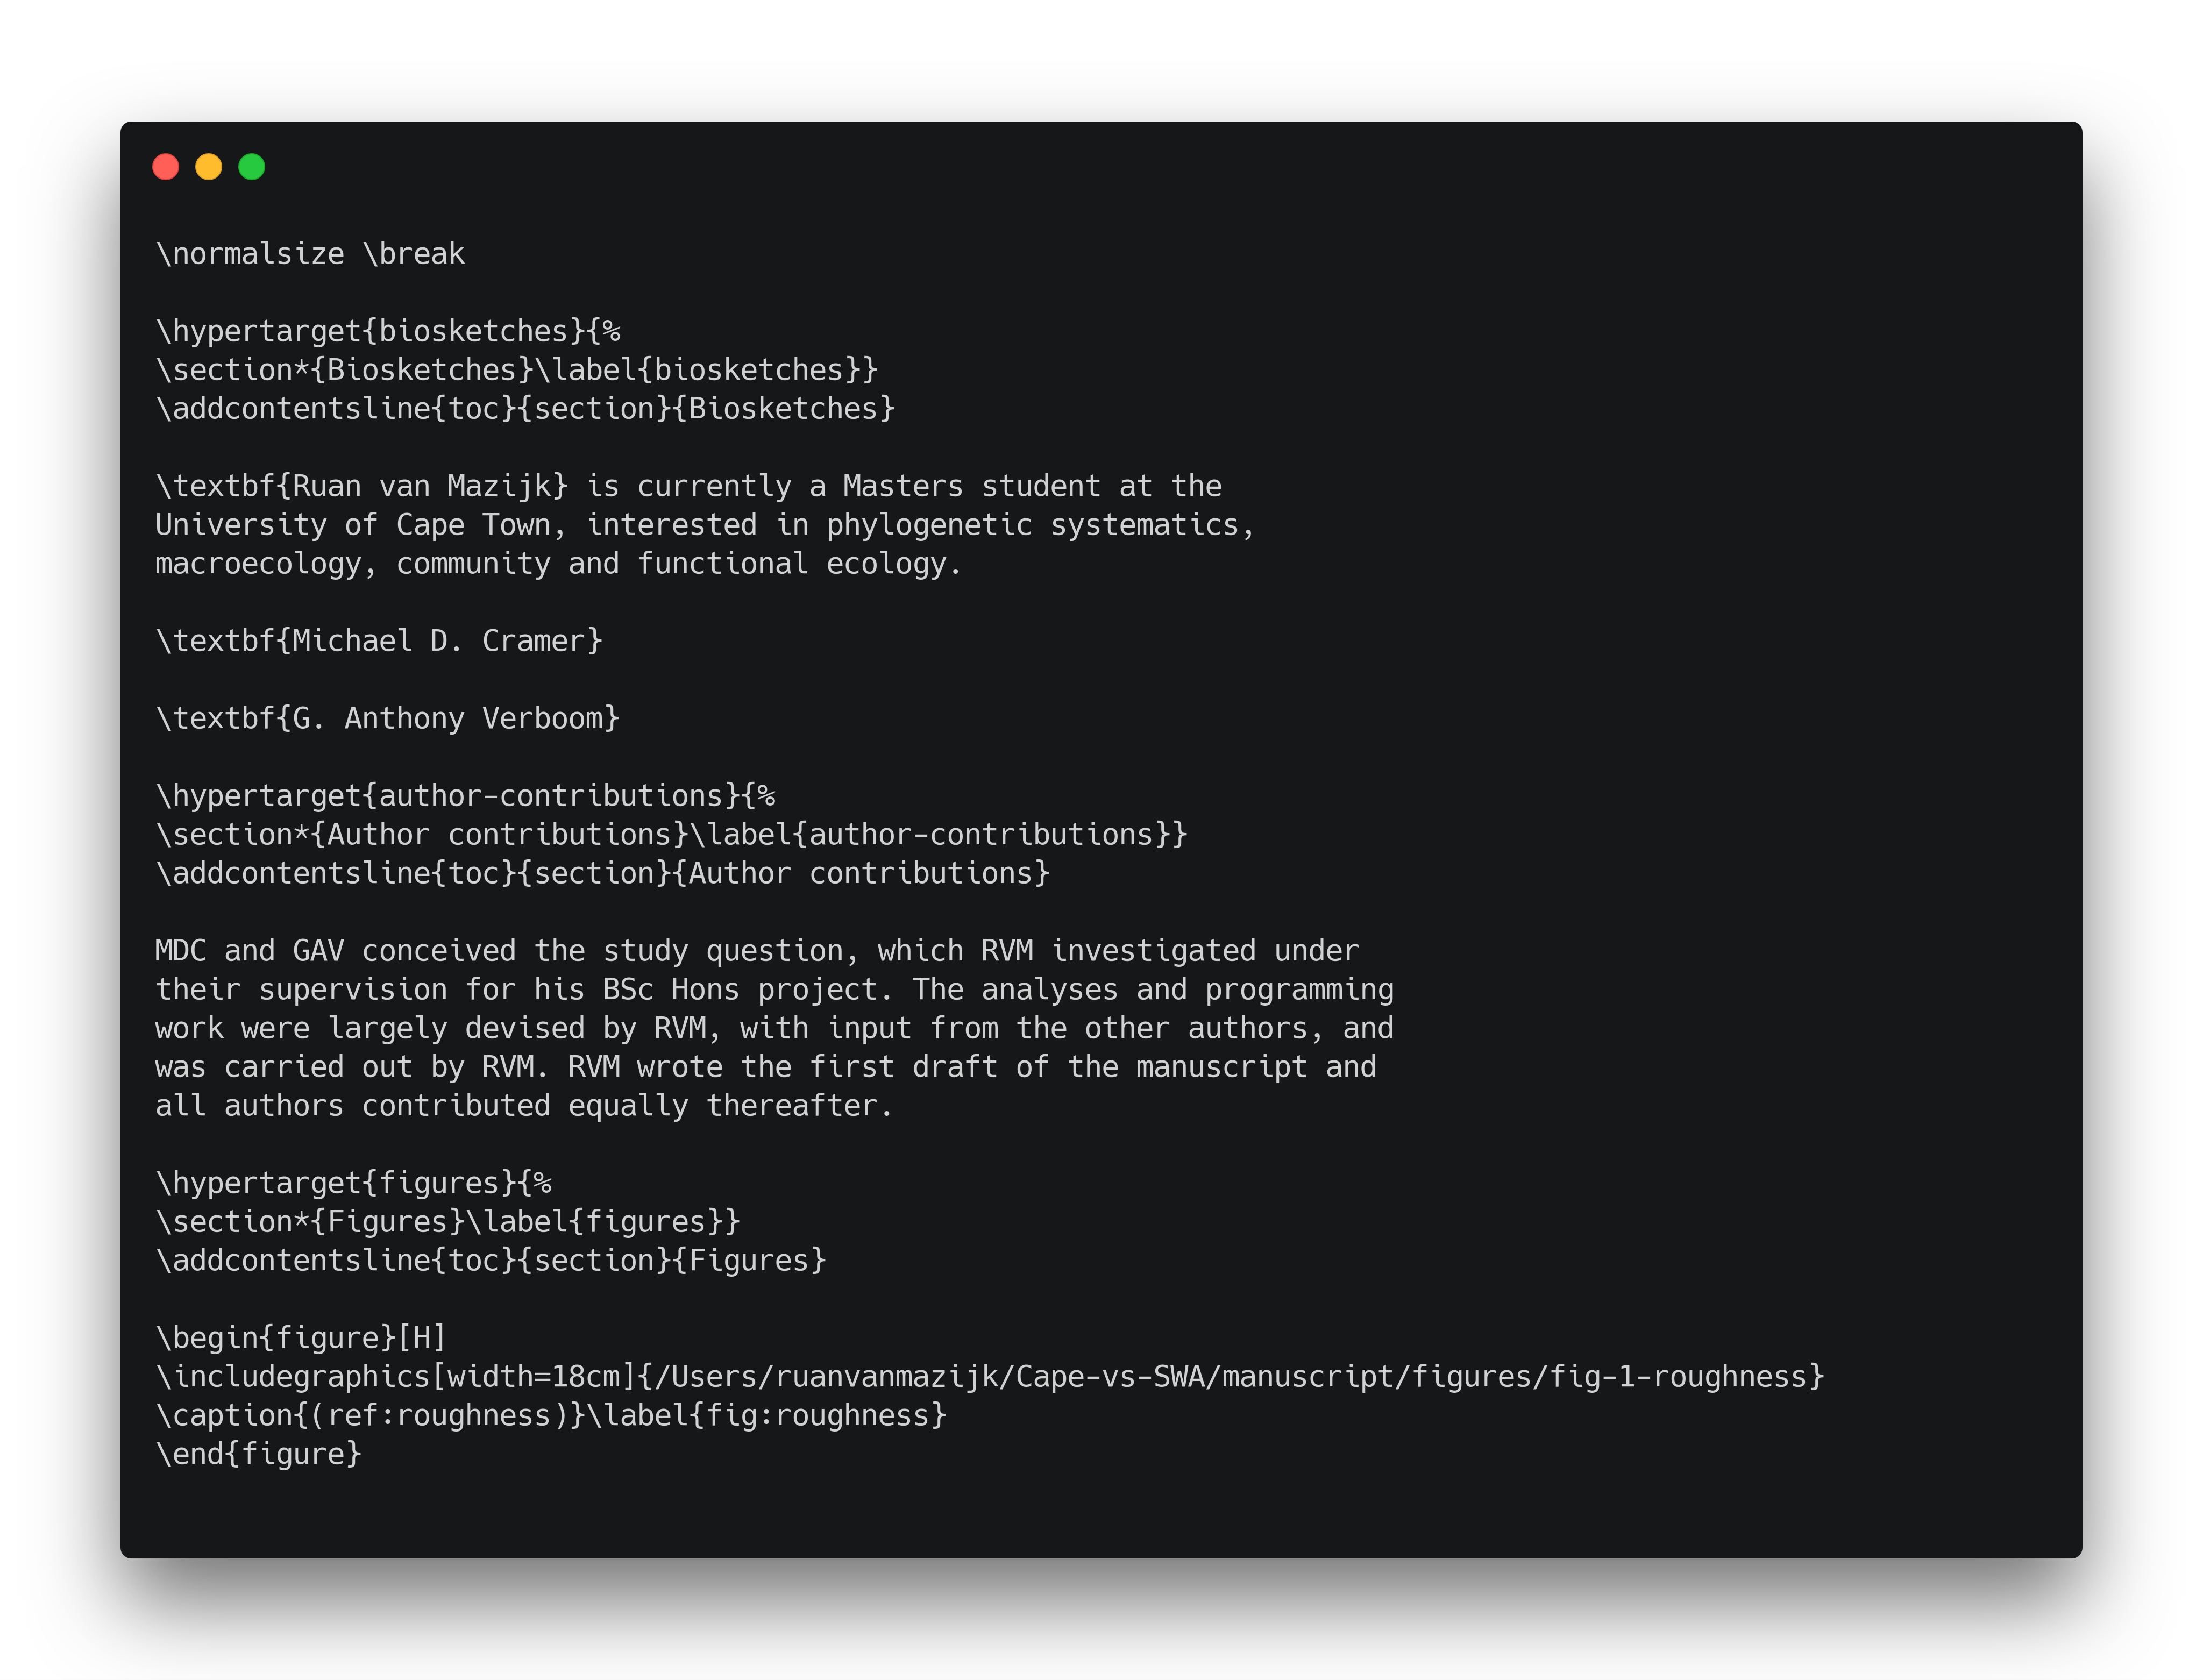 \normalsize \break

\hypertarget{biosketches}{%
\section*{Biosketches}\label{biosketches}}
\addcontentsline{toc}{section}{Biosketches}

\textbf{Ruan van Mazijk} is currently a Masters student at the
University of Cape Town, interested in phylogenetic systematics,
macroecology, community and functional ecology.

\textbf{Michael D. Cramer}

\textbf{G. Anthony Verboom}

\hypertarget{author-contributions}{%
\section*{Author contributions}\label{author-contributions}}
\addcontentsline{toc}{section}{Author contributions}

MDC and GAV conceived the study question, which RVM investigated under
their supervision for his BSc Hons project. The analyses and programming
work were largely devised by RVM, with input from the other authors, and
was carried out by RVM. RVM wrote the first draft of the manuscript and
all authors contributed equally thereafter.

\hypertarget{figures}{%
\section*{Figures}\label{figures}}
\addcontentsline{toc}{section}{Figures}

\begin{figure}[H]
\includegraphics[width=18cm]{/Users/ruanvanmazijk/Cape-vs-SWA/manuscript/figures/fig-1-roughness}
\caption{(ref:roughness)}\label{fig:roughness}
\end{figure}